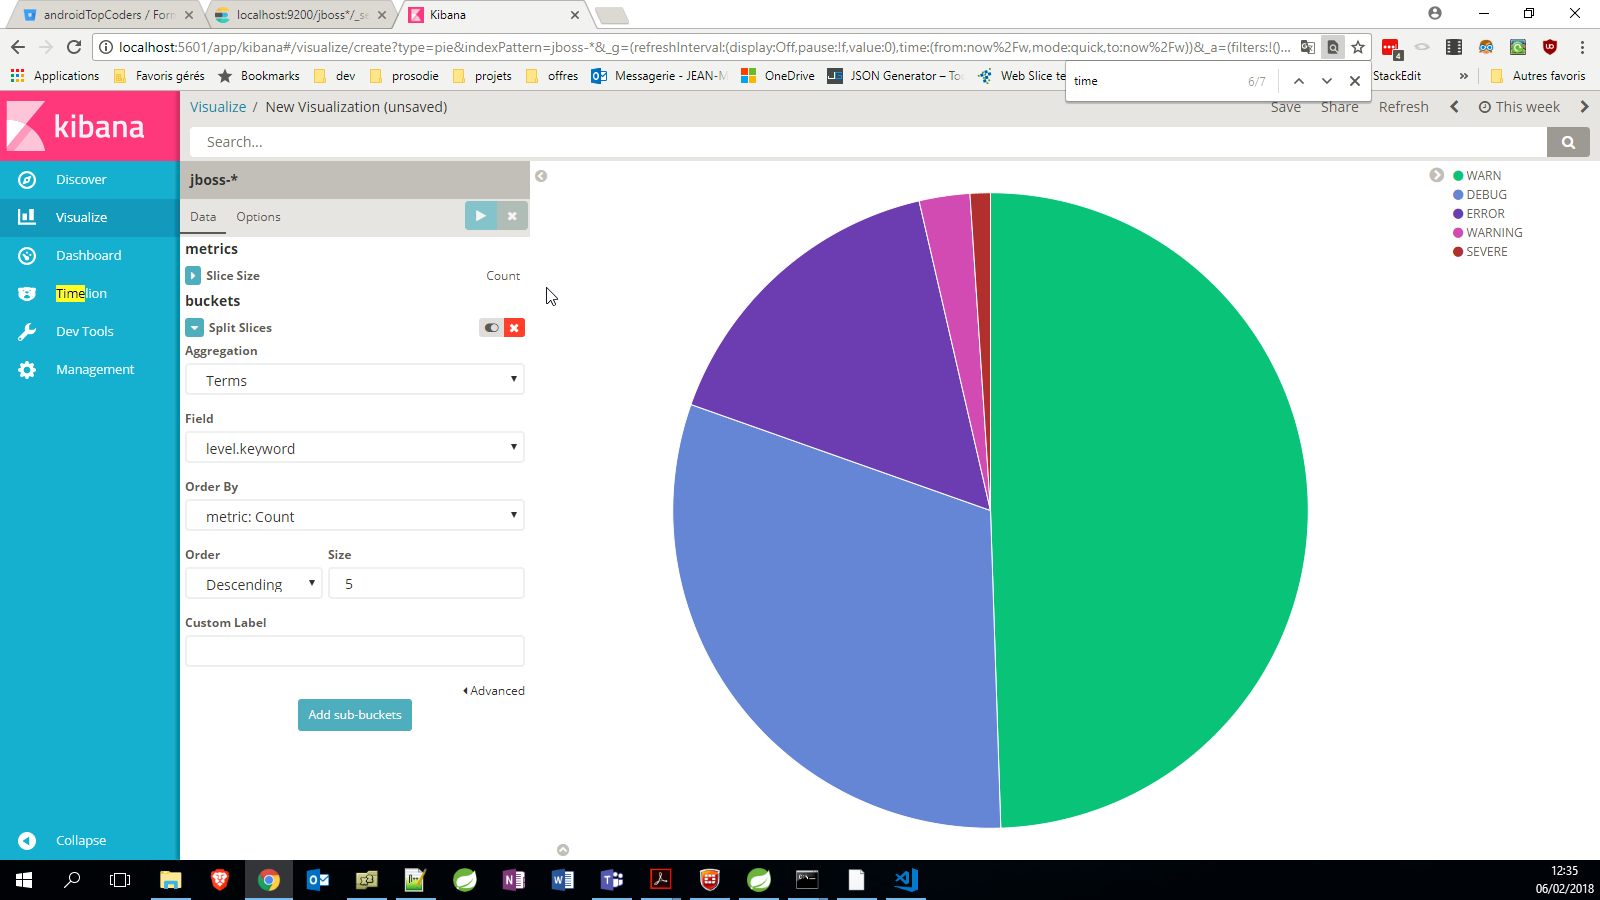 androidTopCoders / Form
localhost:9200/jboss*/_se
Kibana
localhost:5601/app/kibana#/visualize/create?type=pie&indexPattern=jboss-*&_g=(refreshInterval:(display:Off,pause:!f,value:0),time:(from:now%2Fw,mode:quick,to:now%2Fw))&_a=(filters:!()...
4
Applications
Favoris gérés
Bookmarks
dev
prosodie
projets
offres
Messagerie - JEAN-M
OneDrive
JSON Generator – Too
Web Slice te
StackEdit
»
Autres favoris
time
6/7
kibana
Visualize / New Visualization (unsaved)
Save
Share
Refresh
This week
Search...
Discover
Visualize
Dashboard
Timelion
Dev Tools
Management
Collapse
jboss-*
Data
Options
metrics
Slice Size
Count
buckets
Split Slices
Aggregation
Terms
Field
level.keyword
Order By
metric: Count
Order
Size
Descending
5
Custom Label
Advanced
Add sub-buckets
WARN
DEBUG
ERROR
WARNING
SEVERE
12:35
06/02/2018